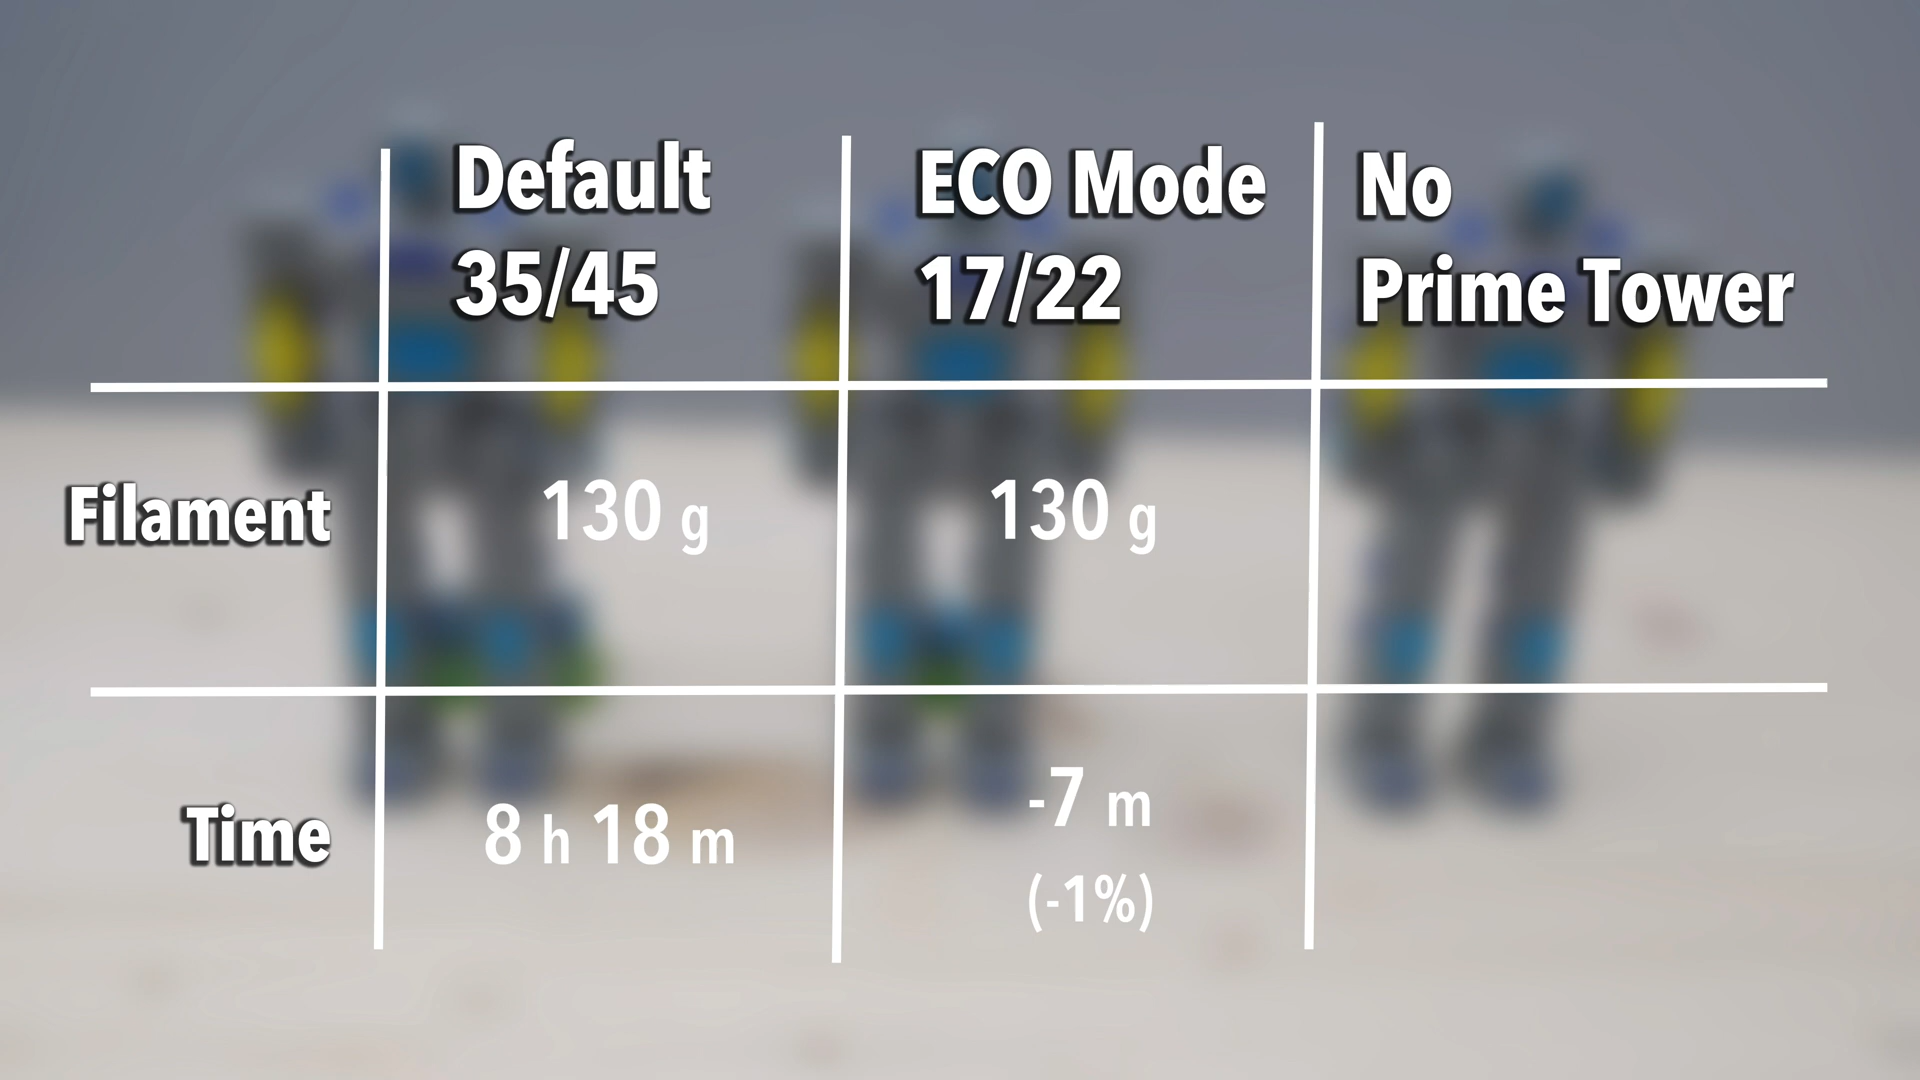 Default
35/45
ECO Mode
17/22
No
Prime Tower
Filament
130 g
130 g
Time
8 h 18 m
-7 m
(-1%)